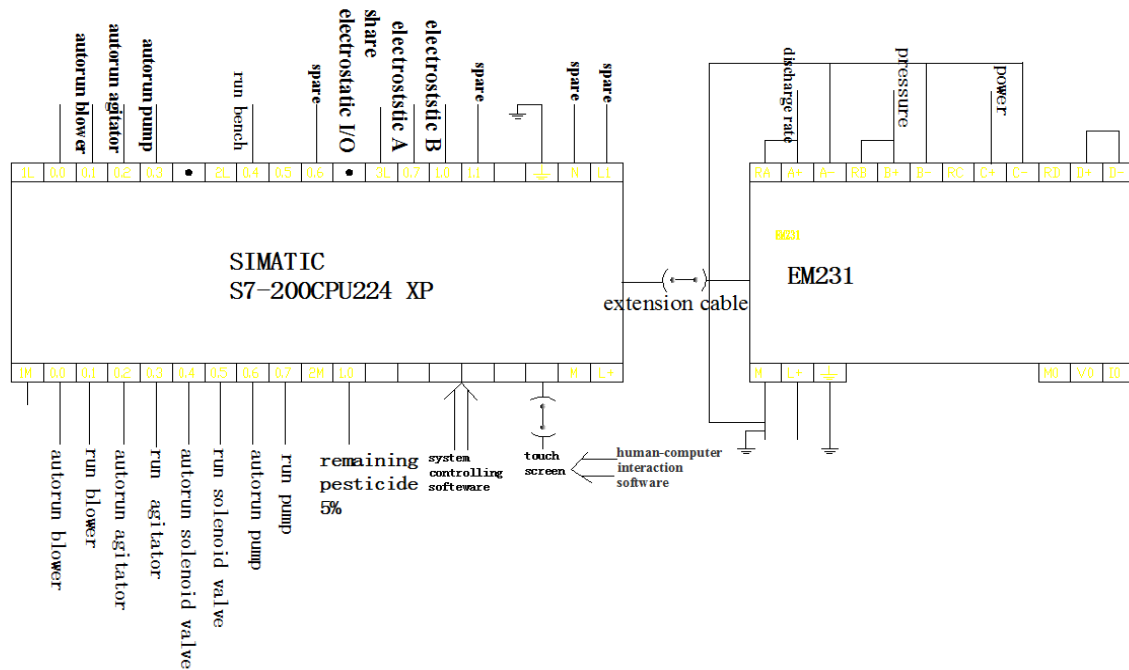 autorun blower
autorun agitator
autorun pump
run bench
spare
electrostatic I/O
share
electroststic A
electroststic B
spare
spare
spare
discharge rate
pressure
power
1L 0.0 0.1 0.2 0.3 2L 0.4 0.5 0.6 3L 0.7 1.0 1.1 N L1
RA A+ A- RB B+ B- RC C+ C- RD D+ D-
SIMATIC
S7-200CPU224 XP
EM231
EM231
extension cable
1M 0.0 0.1 0.2 0.3 0.4 0.5 0.6 0.7 2M 1.0 M L+
M L+ M0 V0 I0
autorun blower
run blower
autorun agitator
run agitator
autorun solenoid valve
run solenoid valve
autorun pump
run pump
remaining
pesticide
5%
system
controlling
softeware
touch
screen
human-computer
interaction
software